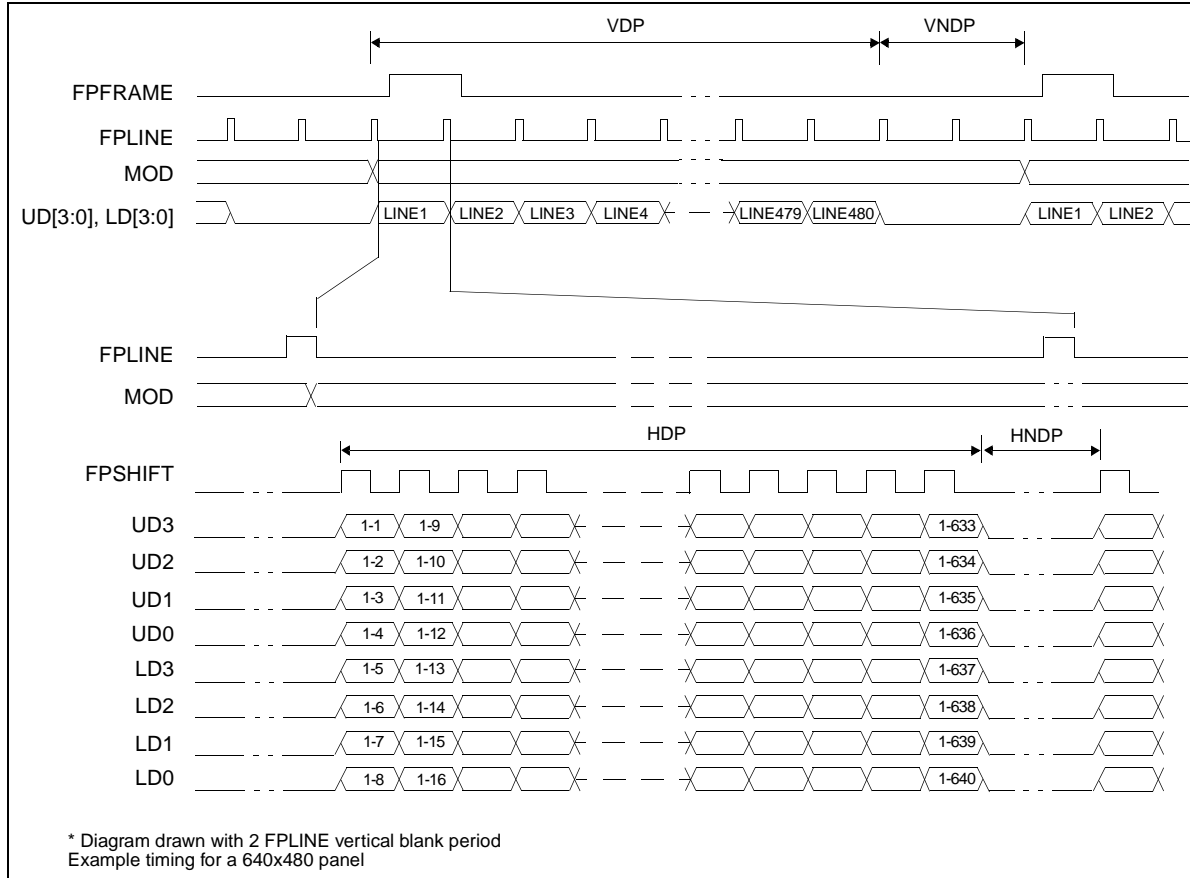 VDP VNDP
FPFRAME
FPLINE
MOD
UD[3:0], LD[3:0] LINE1 LINE2 LINE3 LINE4 LINE479 LINE480 LINE1 LINE2
FPLINE
MOD
HDP HNDP
FPSHIFT
UD3 1-1 1-9 1-633
UD2 1-2 1-10 1-634
UD1 1-3 1-11 1-635
UD0 1-4 1-12 1-636
LD3 1-5 1-13 1-637
LD2 1-6 1-14 1-638
LD1 1-7 1-15 1-639
LD0 1-8 1-16 1-640
* Diagram drawn with 2 FPLINE vertical blank period
Example timing for a 640x480 panel